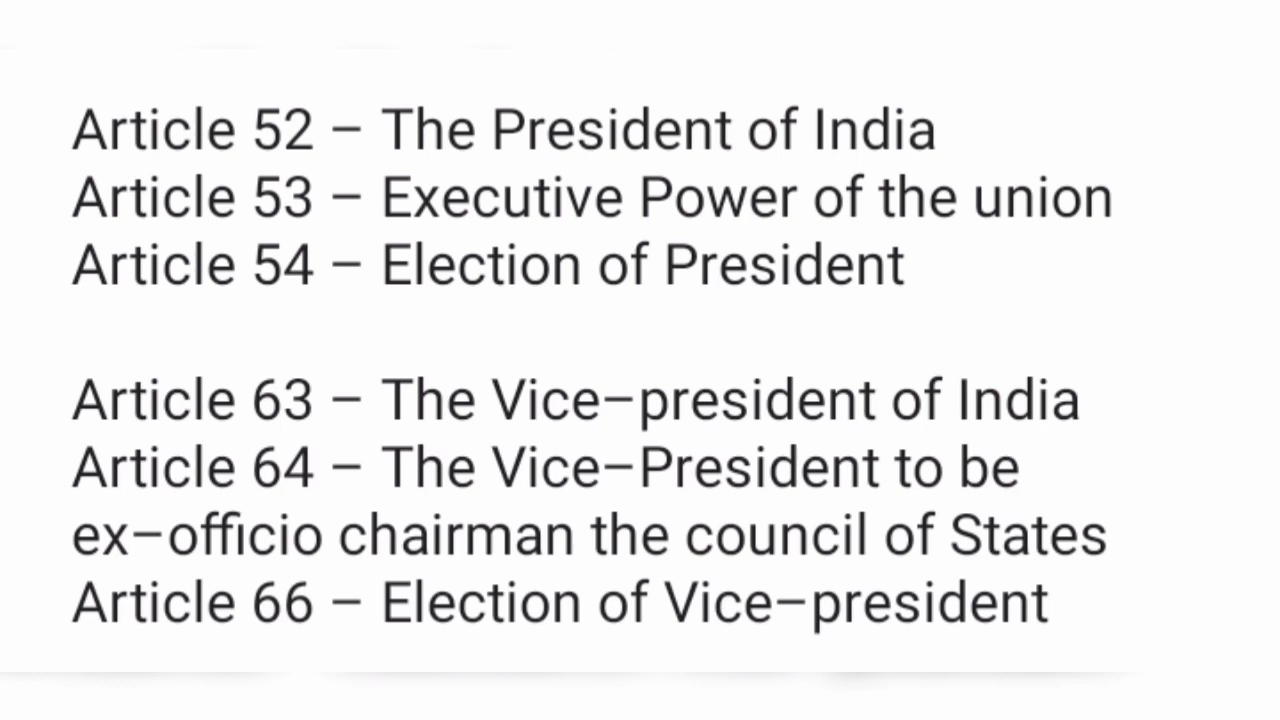 Article 52 – The President of India
Article 53 – Executive Power of the union
Article 54 – Election of President
Article 63 – The Vice–president of India
Article 64 – The Vice–President to be
ex–officio chairman the council of States
Article 66 – Election of Vice–president